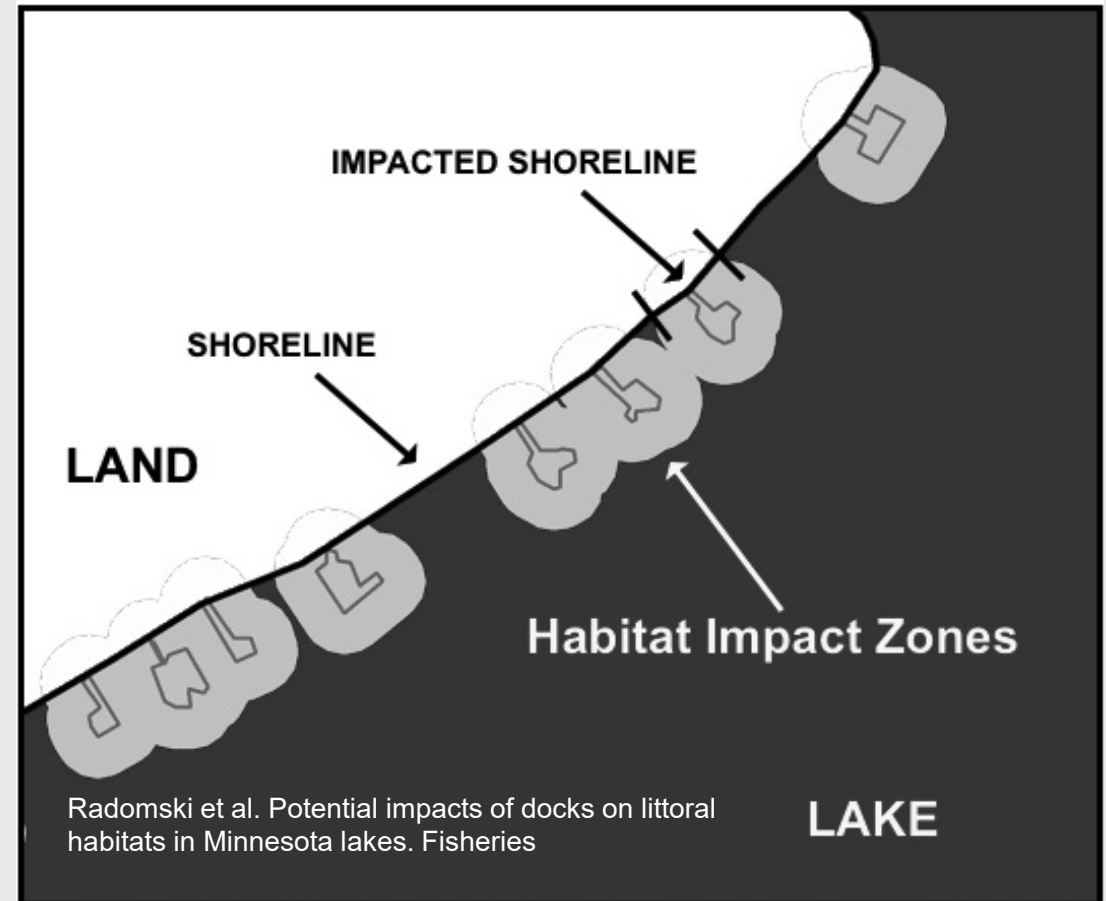 IMPACTED SHORELINE
SHORELINE
LAND
Habitat Impact Zones
Radomski et al. Potential impacts of docks on littoral
habitats in Minnesota lakes. Fisheries
LAKE